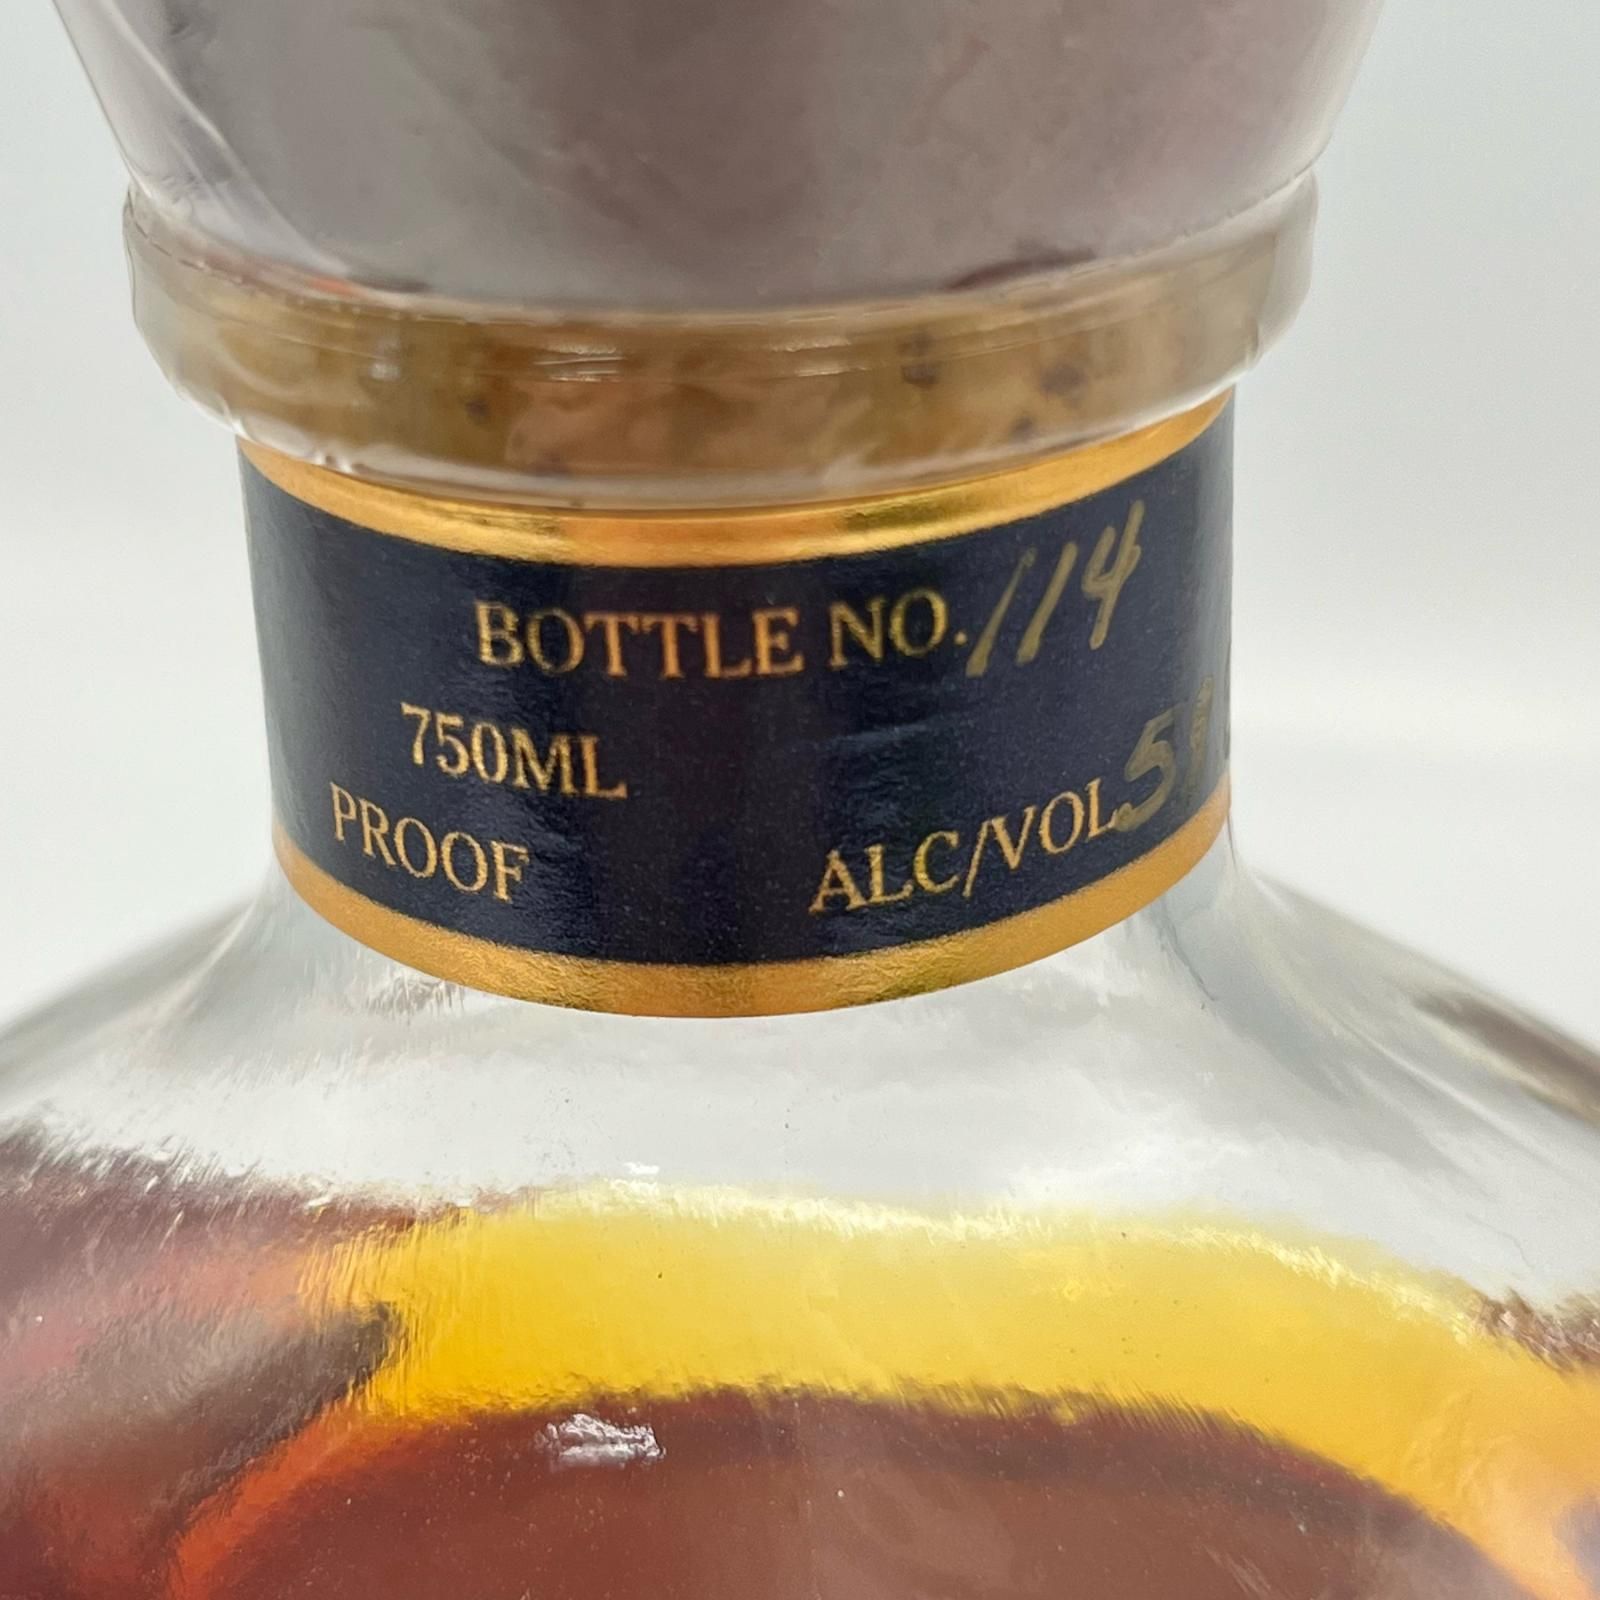 BOTTLE NO. 114
750ML
PROOF ALC/VOL